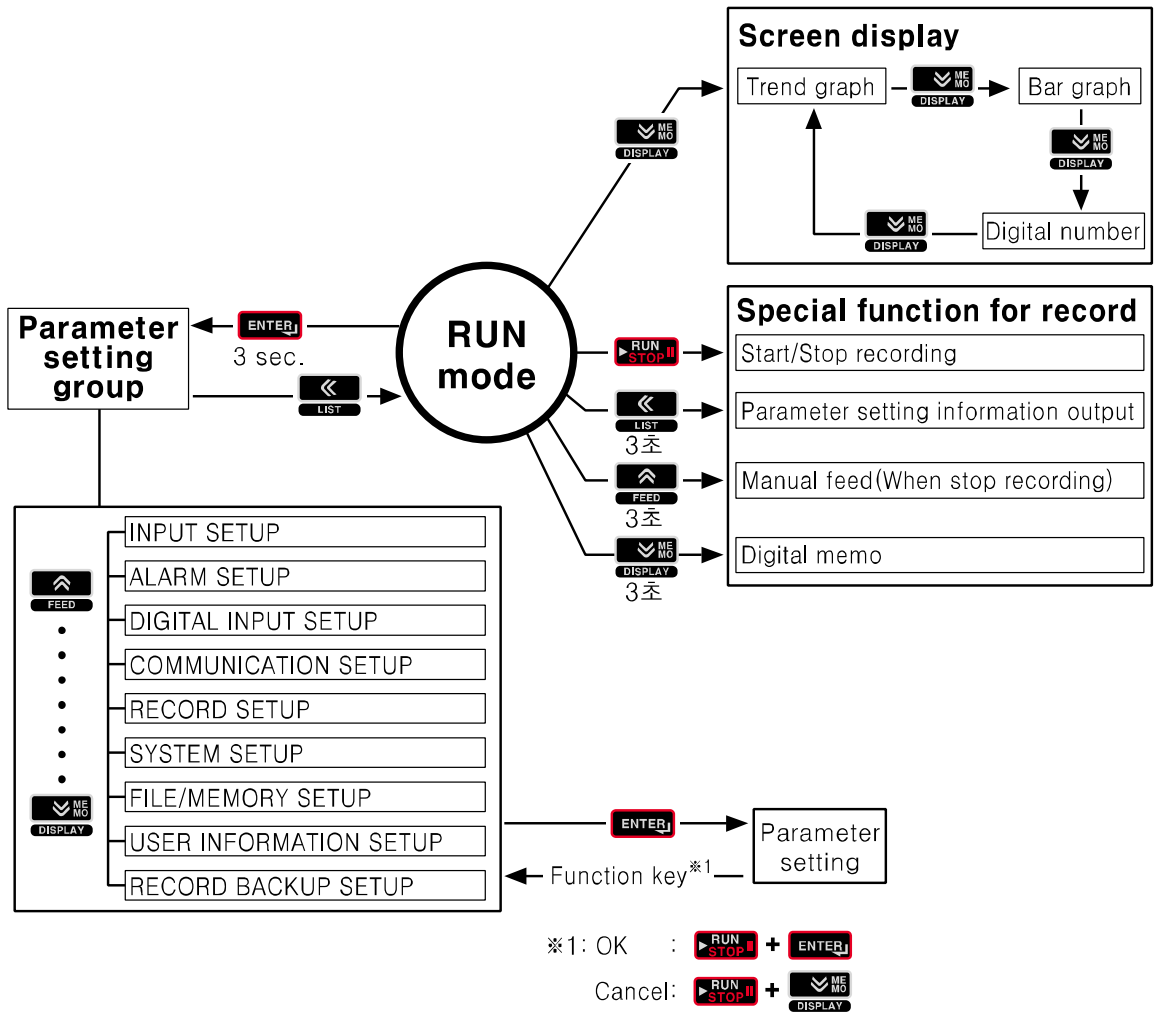 Screen display
Trend graph
ME
MO
DISPLAY
Bar graph
ME
MO
DISPLAY
ME
MO
DISPLAY
Digital number
ME
MO
DISPLAY
Parameter
setting
group
ENTER
3 sec.
LIST
RUN
mode
Special function for record
RUN
STOP
Start/Stop recording
LIST
3초
Parameter setting information output
FEED
3초
Manual feed(When stop recording)
ME
MO
DISPLAY
3초
Digital memo
FEED
ME
MO
DISPLAY
INPUT SETUP
ALARM SETUP
DIGITAL INPUT SETUP
COMMUNICATION SETUP
RECORD SETUP
SYSTEM SETUP
FILE/MEMORY SETUP
USER INFORMATION SETUP
RECORD BACKUP SETUP
ENTER
Function key※1
Parameter
setting
※1: OK : RUN STOP + ENTER
Cancel: RUN STOP + ME MO DISPLAY